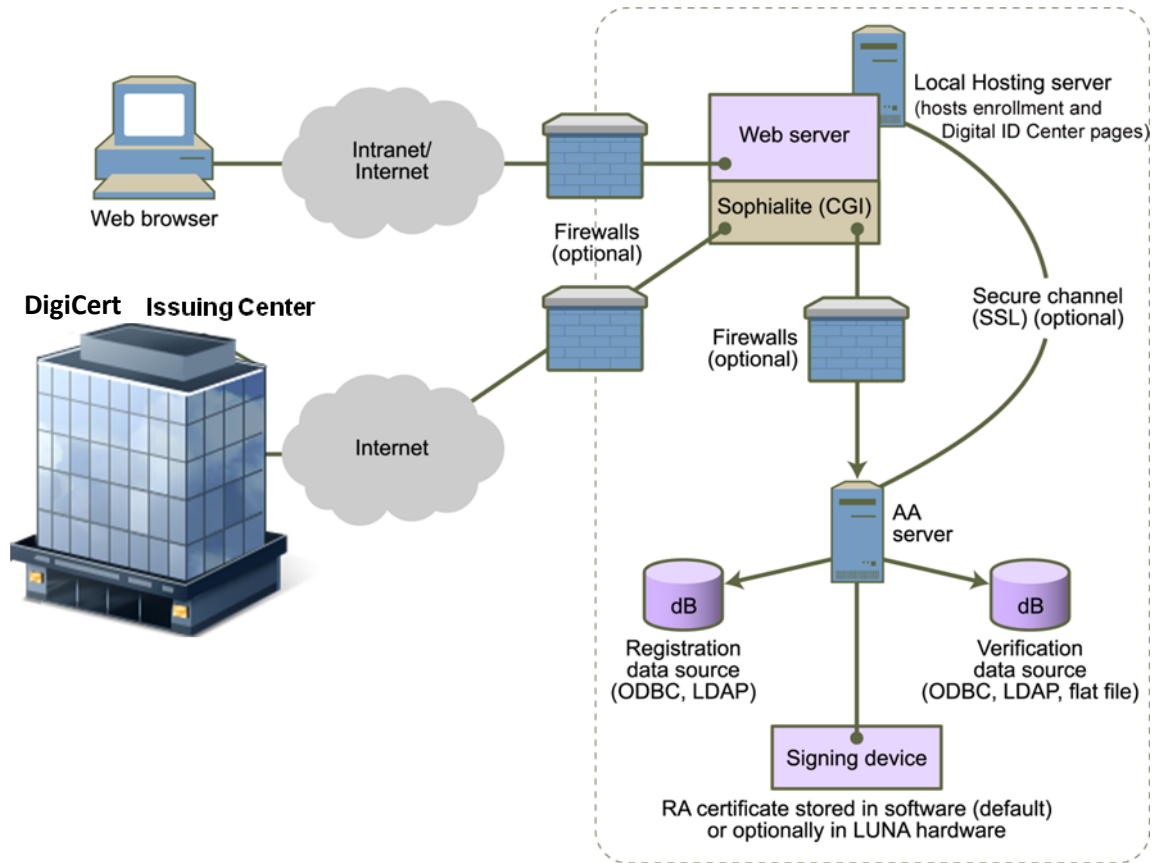 Local Hosting server
(hosts enrollment and
Digital ID Center pages)
Web server
Intranet/
Internet
Sophialite (CGI)
Web browser
Firewalls
(optional)
DigiCert Issuing Center
Secure channel
(SSL) (optional)
Firewalls
(optional)
Internet
AA
server
dB
dB
Registration
data source
(ODBC, LDAP)
Verification
data source
(ODBC, LDAP, flat file)
Signing device
RA certificate stored in software (default)
or optionally in LUNA hardware